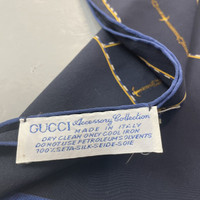 GUCCI Accessory Collection
MADE IN ITALY
DRY CLEAN ONLY COOL IRON
DO NOT USE PETROLEUM SOLVENTS
100% SETA-SILK-SEIDE-SOIE